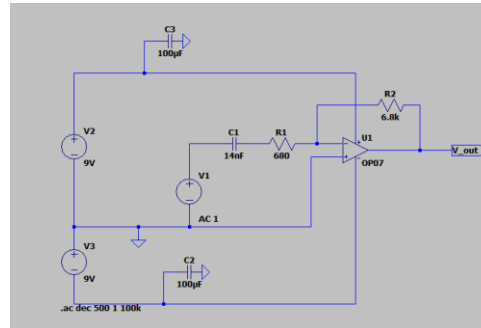 C3
100µF
R2
6.8k
U1
V2
C1
R1
9V
14nF
680
OP07
V_out
V1
AC 1
V3
C2
9V
100µF
.ac dec 500 1 100k